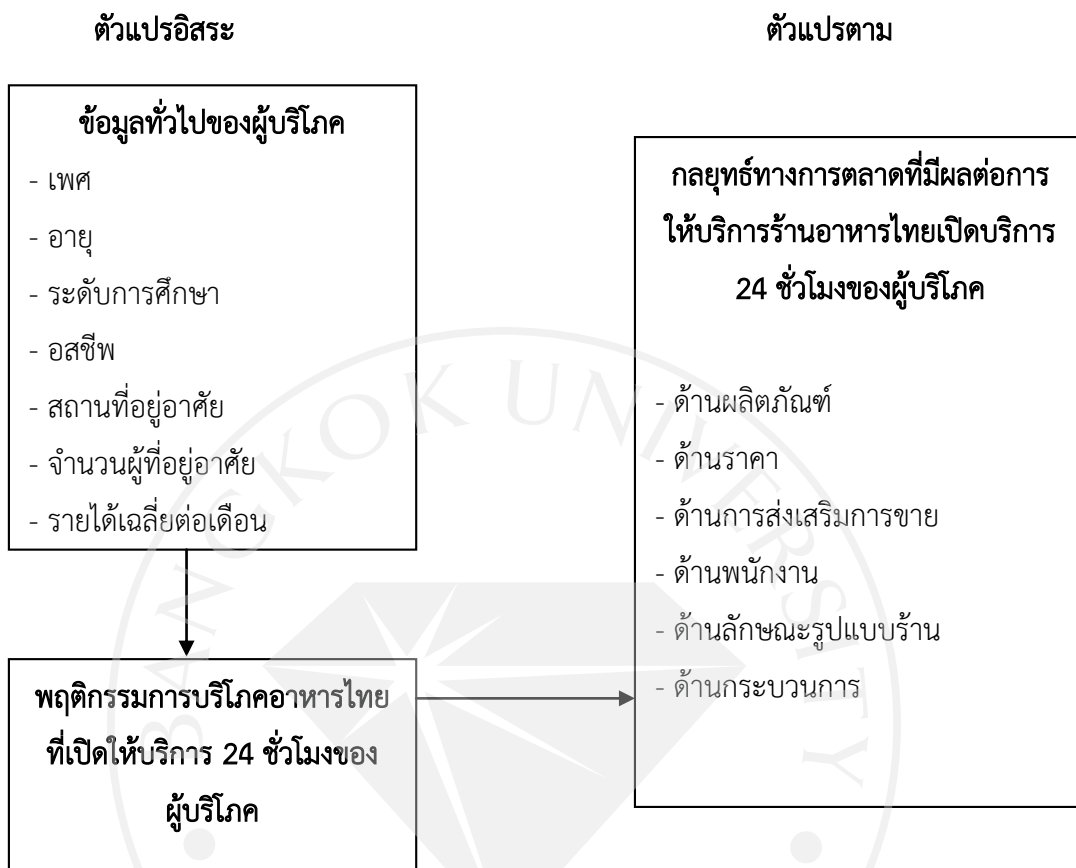 ตัวแปรอิสระ
ตัวแปรตาม
ข้อมูลทั่วไปของผู้บริโภค
- เพศ
- อายุ
- ระดับการศึกษา
- อสชีพ
- สถานที่อยู่อาศัย
- จำนวนผู้ที่อยู่อาศัย
- รายได้เฉลี่ยต่อเดือน
พฤติกรรมการบริโภคอาหารไทย
ที่เปิดให้บริการ 24 ชั่วโมงของ
ผู้บริโภค
กลยุทธ์ทางการตลาดที่มีผลต่อการ
ให้บริการร้านอาหารไทยเปิดบริการ
24 ชั่วโมงของผู้บริโภค
- ด้านผลิตภัณฑ์
- ด้านราคา
- ด้านการส่งเสริมการขาย
- ด้านพนักงาน
- ด้านลักษณะรูปแบบร้าน
- ด้านกระบวนการ
BANGKOK UNIVERSITY